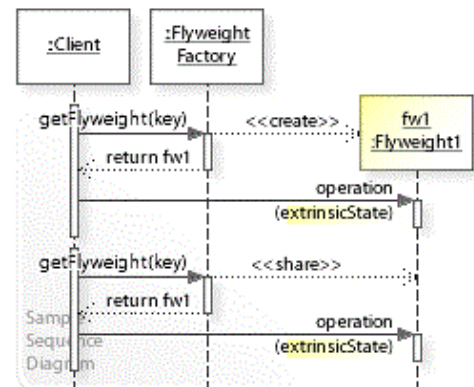 :Client
:Flyweight
Factory
getFlyweight(key)
<<create>>
fw1
:Flyweight1
return fw1
operation
(extrinsicState)
getFlyweight(key)
<<share>>
return fw1
operation
(extrinsicState)
Sample
Sequence
Diagram